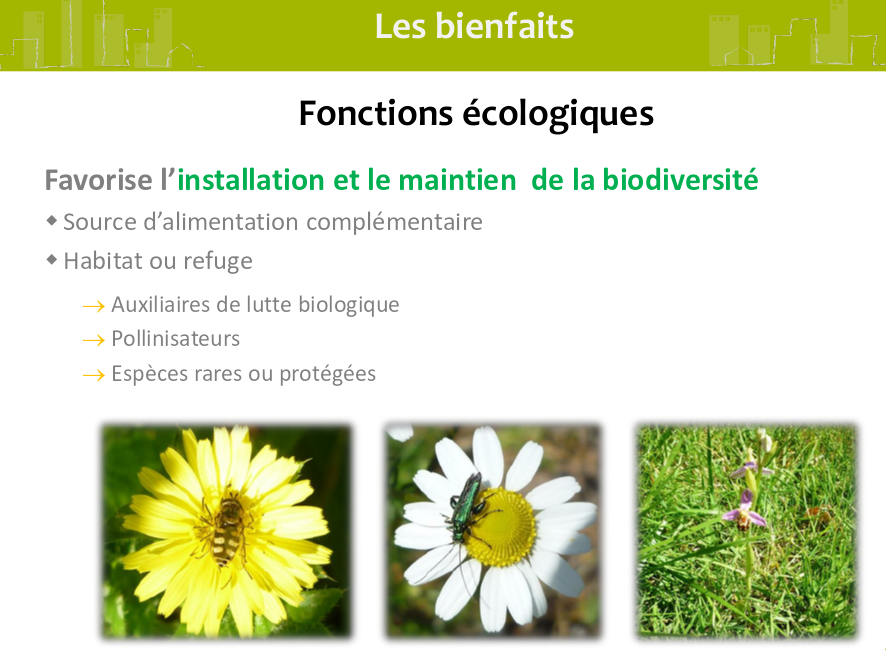 Les bienfaits
Fonctions écologiques
Favorise l’installation et le maintien  de la biodiversité
◆ Source d’alimentation complémentaire
◆ Habitat ou refuge
→ Auxiliaires de lutte biologique
→ Pollinisateurs
→ Espèces rares ou protégées